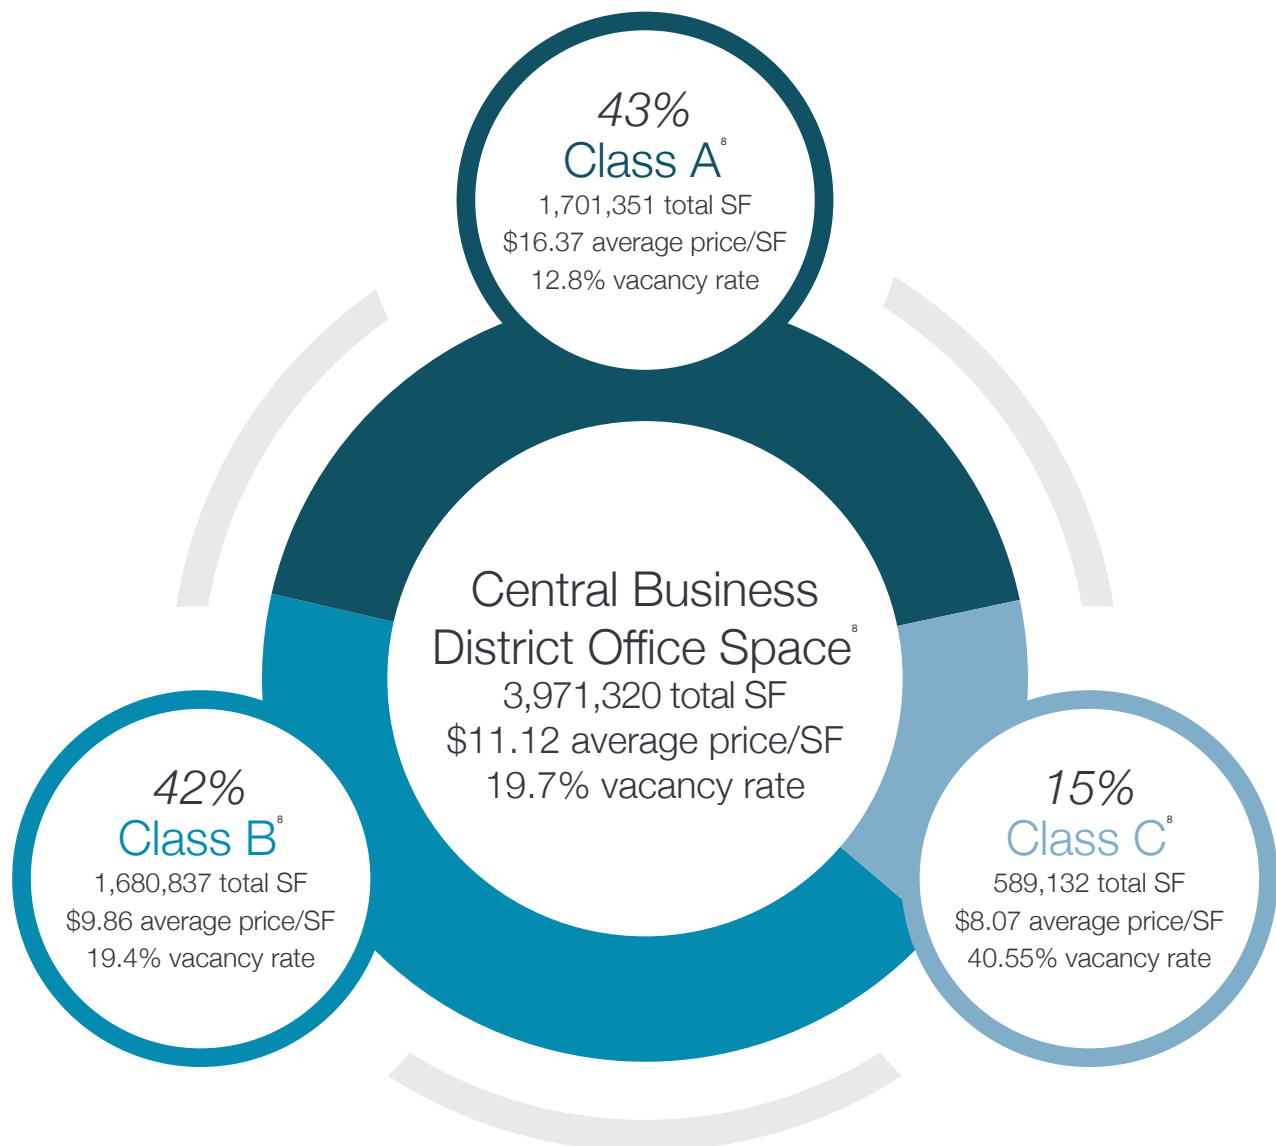 43%
Class A⁸
1,701,351 total SF
$16.37 average price/SF
12.8% vacancy rate
Central Business
District Office Space⁸
3,971,320 total SF
$11.12 average price/SF
19.7% vacancy rate
42%
Class B⁸
1,680,837 total SF
$9.86 average price/SF
19.4% vacancy rate
15%
Class C⁸
589,132 total SF
$8.07 average price/SF
40.55% vacancy rate